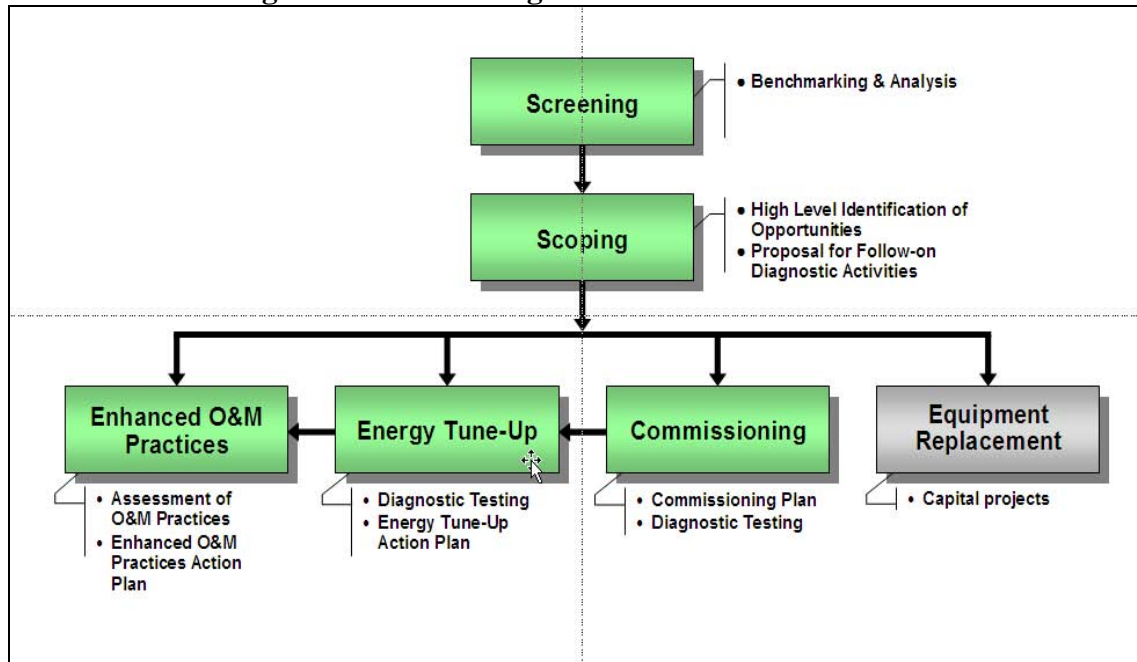 Screening
• Benchmarking & Analysis
Scoping
• High Level Identification of
Opportunities
• Proposal for Follow-on
Diagnostic Activities
Enhanced O&M
Practices
Energy Tune-Up
Commissioning
Equipment
Replacement
• Assessment of
O&M Practices
• Enhanced O&M
Practices Action
Plan
• Diagnostic Testing
• Energy Tune-Up
Action Plan
• Commissioning Plan
• Diagnostic Testing
• Capital projects